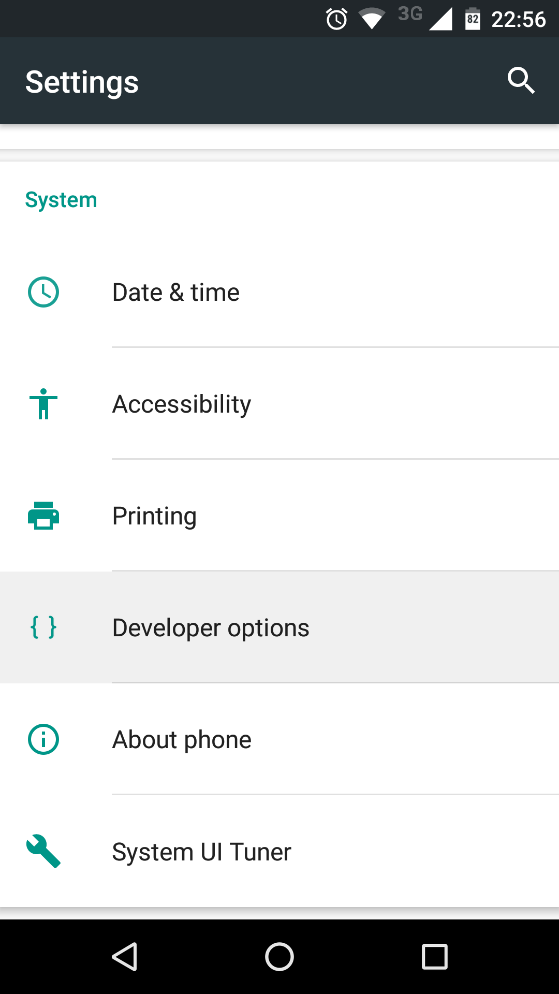 3G 82 22:56
Settings
System
Date & time
Accessibility
Printing
{ } Developer options
About phone
System UI Tuner